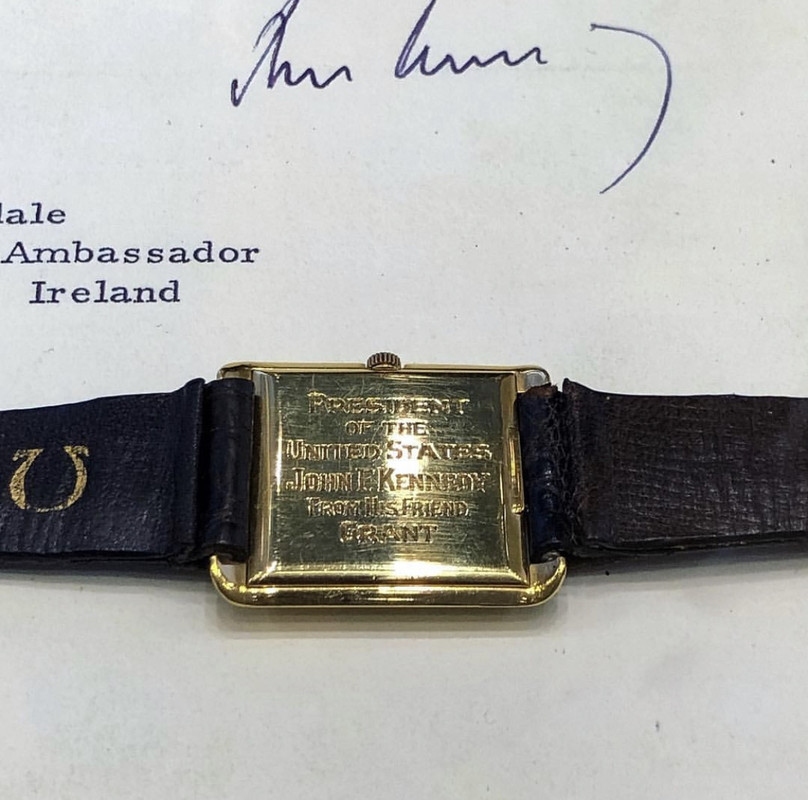 dale
Ambassador
Ireland
PRESIDENT
OF THE
UNITED STATES
JOHN F. KENNEDY
FROM HIS FRIEND
GRANT